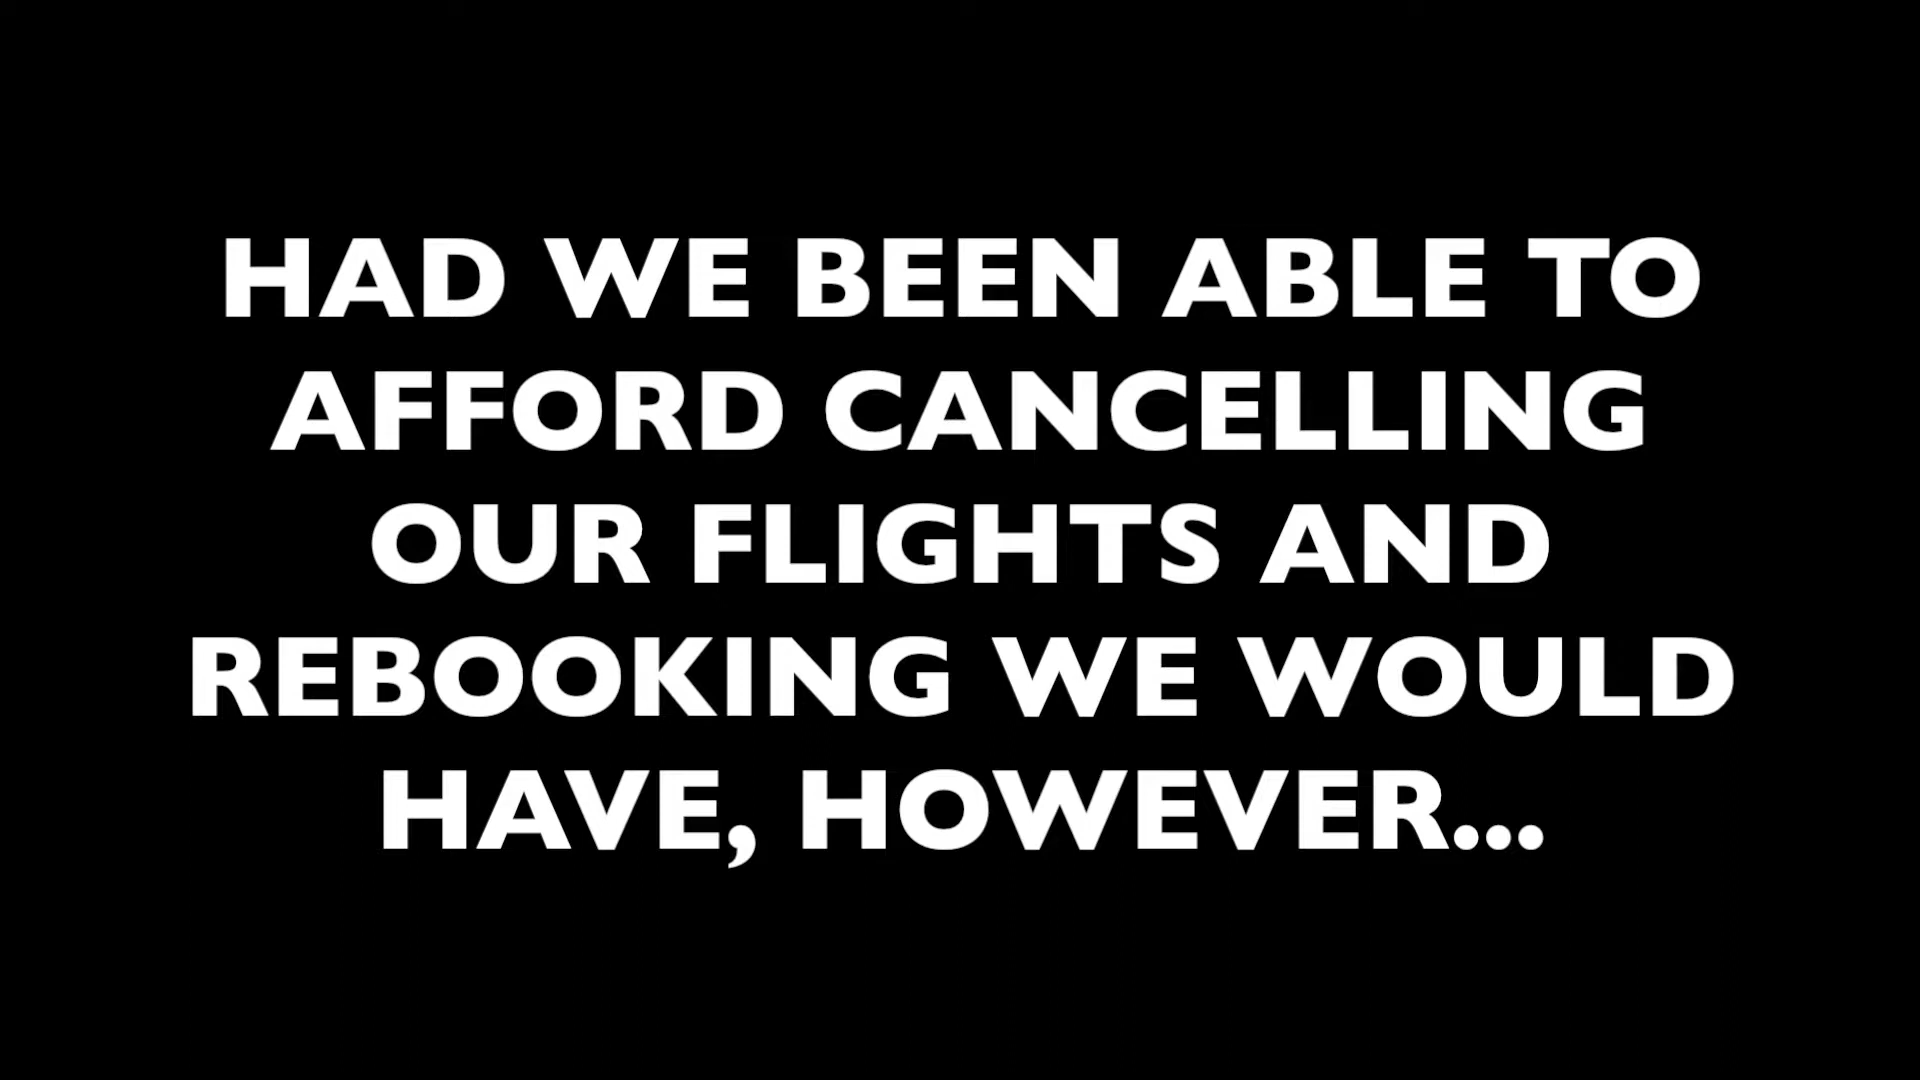 HAD WE BEEN ABLE TO
AFFORD CANCELLING
OUR FLIGHTS AND
REBOOKING WE WOULD
HAVE, HOWEVER...